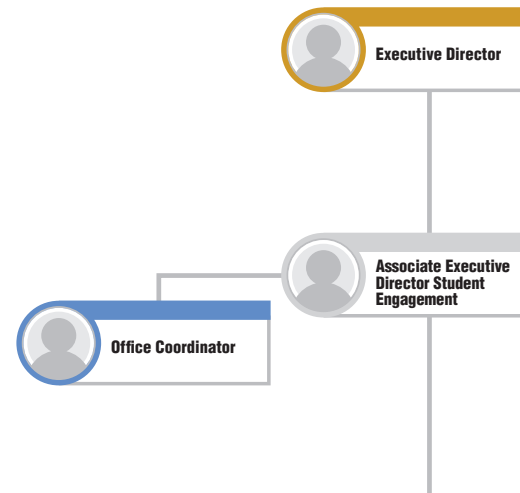 Executive Director
Associate Executive
Director Student
Engagement
Office Coordinator